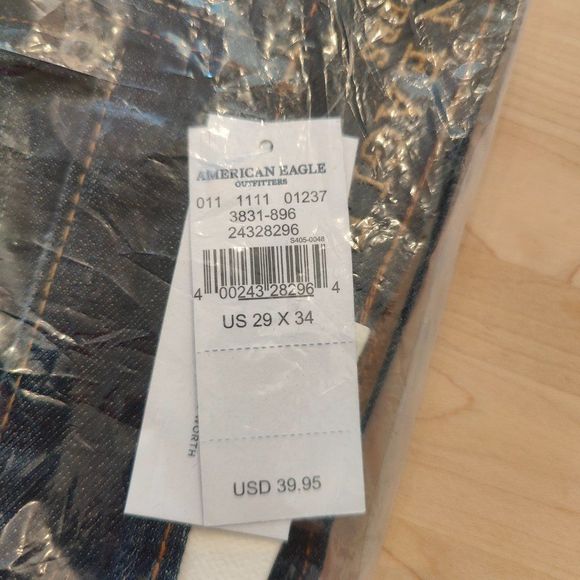 AMERICAN EAGLE
OUTFITTERS
011 1111 01237
3831-896
24328296
S405-0048
4 00243 28296 4
US 29 X 34
WORTH
USD 39.95